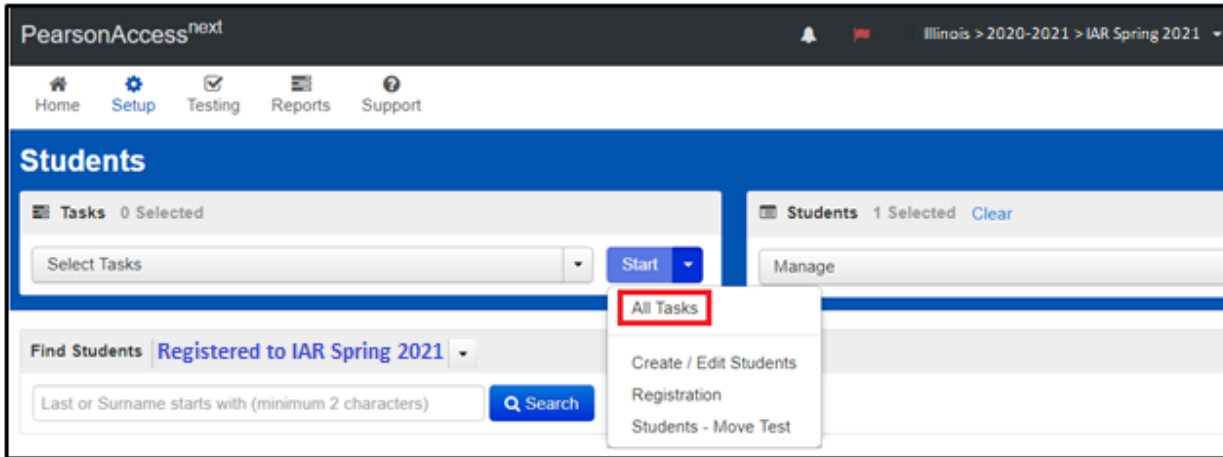 PearsonAccessnext
Illinois > 2020-2021 > IAR Spring 2021
Home Setup Testing Reports Support
Students
Tasks 0 Selected
Students 1 Selected Clear
Select Tasks
Start
Manage
All Tasks
Create / Edit Students
Registration
Students - Move Test
Find Students Registered to IAR Spring 2021
Last or Surname starts with (minimum 2 characters)
Search